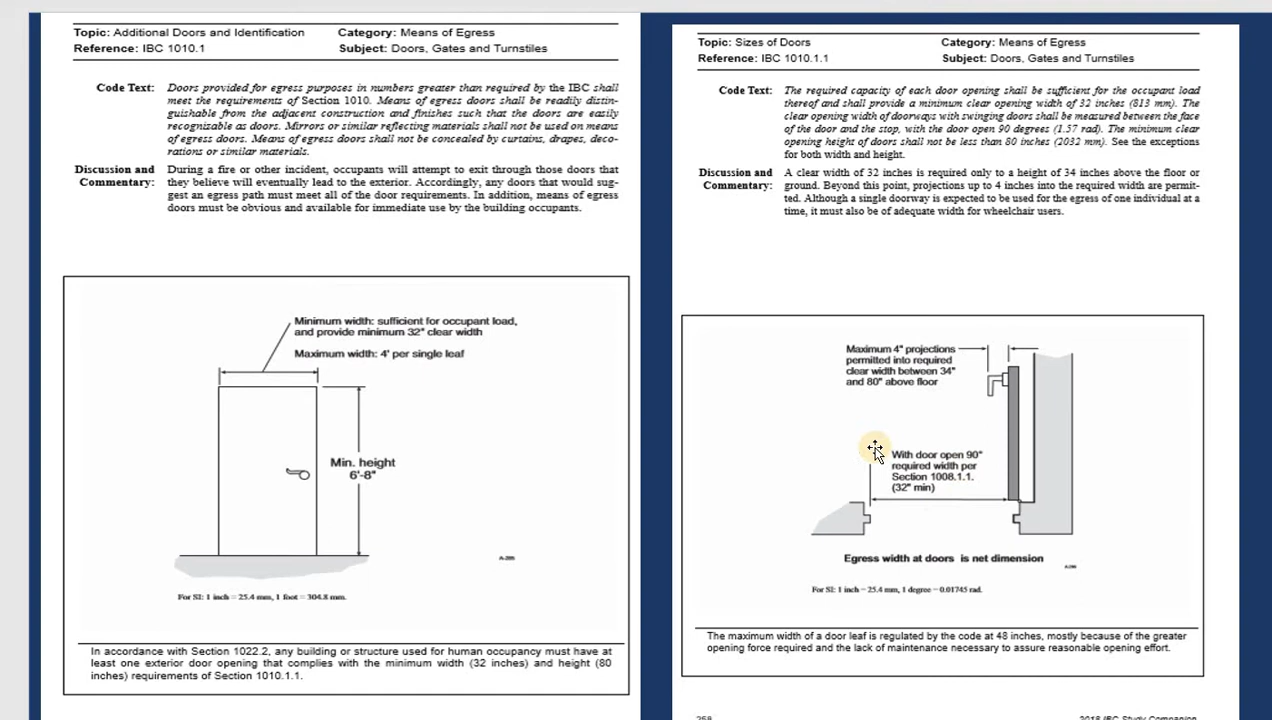 Topic: Additional Doors and Identification Category: Means of Egress
Reference: IBC 1010.1 Subject: Doors, Gates and Turnstiles
Code Text: Doors provided for egress purposes in numbers greater than required by the IBC shall
meet the requirements of Section 1010. Means of egress doors shall be readily distin-
guishable from the adjacent construction and finishes such that the doors are easily
recognizable as doors. Mirrors or similar reflecting materials shall not be used on means
of egress doors. Means of egress doors shall not be concealed by curtains, drapes, deco-
rations or similar materials.
Discussion and During a fire or other incident, occupants will attempt to exit through those doors that
Commentary: they believe will eventually lead to the exterior. Accordingly, any doors that would sug-
gest an egress path must meet all of the door requirements. In addition, means of egress
doors must be obvious and available for immediate use by the building occupants.
Minimum width: sufficient for occupant load,
and provide minimum 32" clear width
Maximum width: 4' per single leaf
Min. height
6'-8"
For SI: 1 inch = 25.4 mm, 1 foot = 304.8 mm.
In accordance with Section 1022.2, any building or structure used for human occupancy must have at
least one exterior door opening that complies with the minimum width (32 inches) and height (80
inches) requirements of Section 1010.1.1.
Topic: Sizes of Doors Category: Means of Egress
Reference: IBC 1010.1.1 Subject: Doors, Gates and Turnstiles
Code Text: The required capacity of each door opening shall be sufficient for the occupant load
thereof and shall provide a minimum clear opening width of 32 inches (813 mm). The
clear opening width of doorways with swinging doors shall be measured between the face
of the door and the stop, with the door open 90 degrees (1.57 rad). The minimum clear
opening height of doors shall not be less than 80 inches (2032 mm). See the exceptions
for both width and height.
Discussion and A clear width of 32 inches is required only to a height of 34 inches above the floor or
Commentary: ground. Beyond this point, projections up to 4 inches into the required width are permit-
ted. Although a single doorway is expected to be used for the egress of one individual at a
time, it must also be of adequate width for wheelchair users.
Maximum 4" projections
permitted into required
clear width between 34"
and 80" above floor
With door open 90°
required width per
Section 1008.1.1.
(32" min)
Egress width at doors is net dimension
For SI: 1 inch = 25.4 mm, 1 degree = 0.01745 rad.
The maximum width of a door leaf is regulated by the code at 48 inches, mostly because of the greater
opening force required and the lack of maintenance necessary to assure reasonable opening effort.
2018 IBC Study Companion